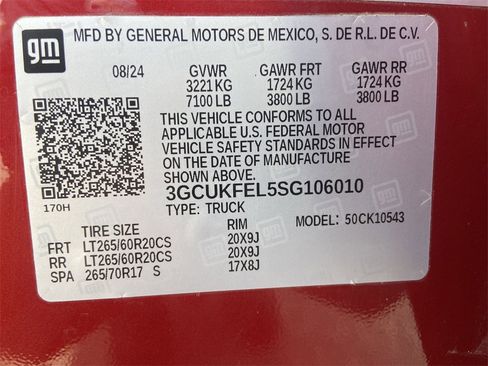 gm
MFD BY GENERAL MOTORS DE MEXICO, S. DE R.L. DE C.V.
08/24 GVWR GAWR FRT GAWR RR
3221 KG 1724 KG 1724 KG
7100 LB 3800 LB 3800 LB
THIS VEHICLE CONFORMS TO ALL
APPLICABLE U.S. FEDERAL MOTOR
VEHICLE SAFETY STANDARDS IN EFFECT
ON THE DATE OF MANUFACTURE
SHOWN ABOVE.
3GCUKFEL5SG106010
170H
TYPE: TRUCK MODEL: 50CK10543
TIRE SIZE RIM
FRT LT265/60R20CS 20X9J
RR LT265/60R20CS 20X9J
SPA 265/70R17 S 17X8J